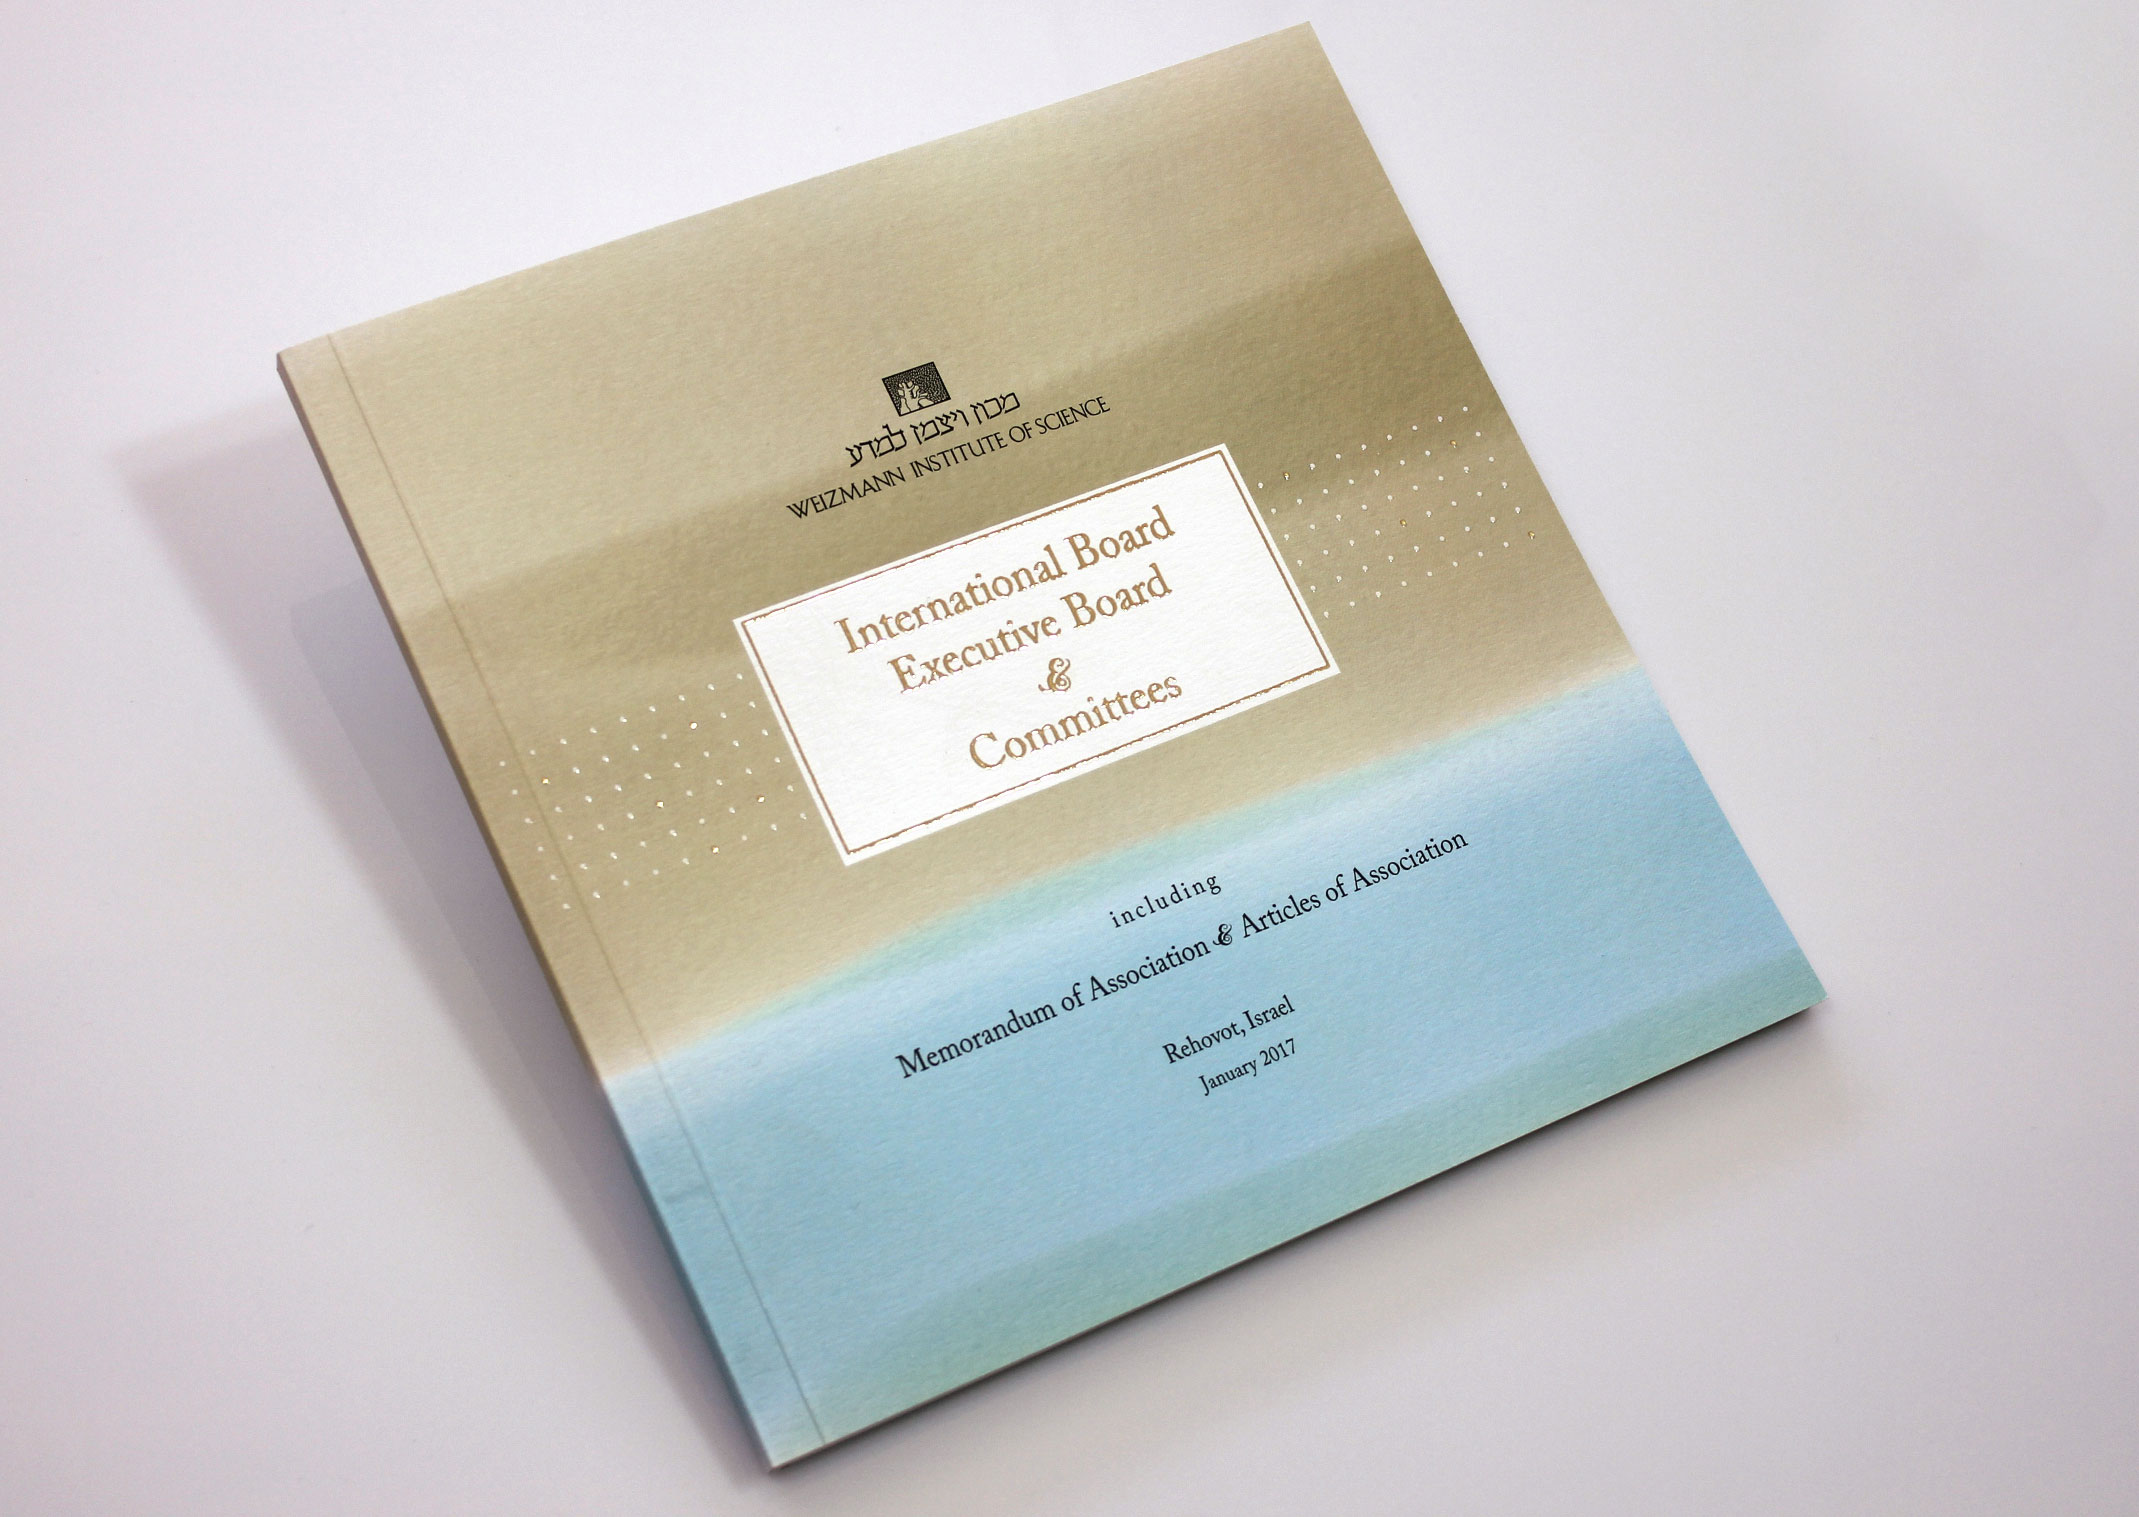 מכון ויצמן למדע
WEIZMANN INSTITUTE OF SCIENCE
International Board
Executive Board
&
Committees
including
Memorandum of Association & Articles of Association
Rehovot, Israel
January 2017